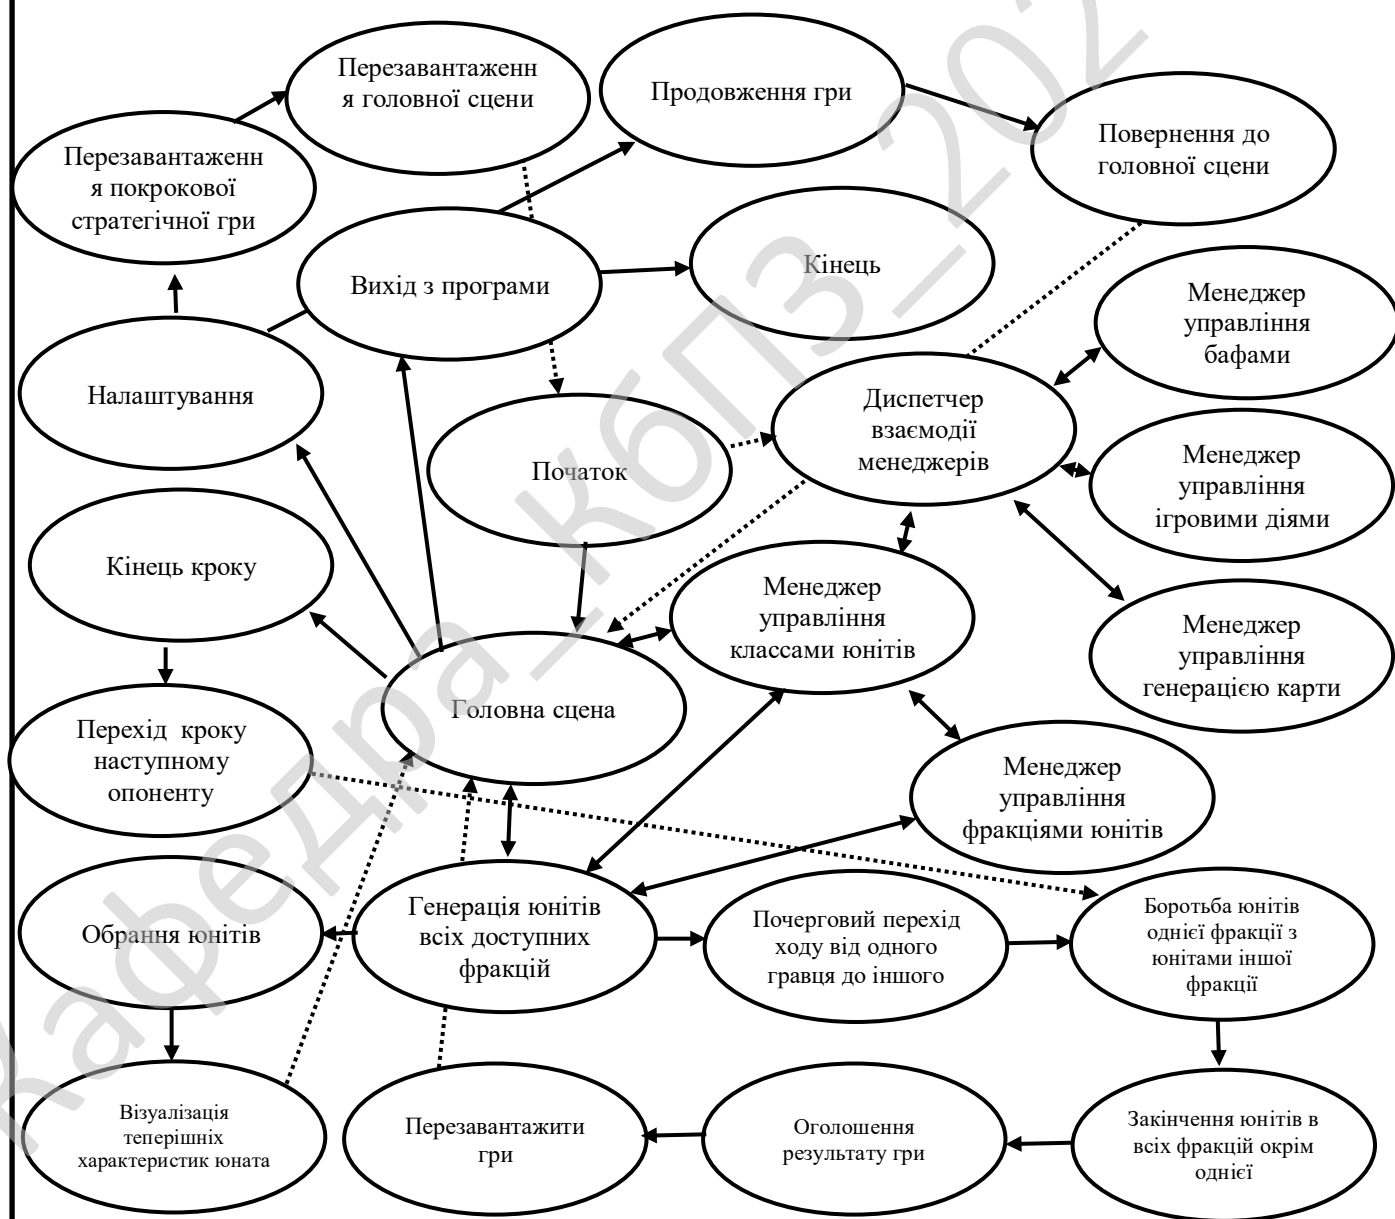 Перезавантаженн
я головної сцени
Продовження гри
Повернення до
головної сцени
Перезавантаженн
я покрокової
стратегічної гри
Вихід з програми
Кінець
Менеджер
управління
бафами
Налаштування
Диспетчер
взаємодії
менеджерів
Початок
Менеджер
управління
ігровими діями
Кінець кроку
Менеджер
управління
классами юнітів
Менеджер
управління
генерацією карти
Головна сцена
Перехід кроку
наступному
опоненту
Менеджер
управління
фракціями юнітів
Обрання юнітів
Генерація юнітів
всіх доступних
фракцій
Почерговий перехід
ходу від одного
гравця до іншого
Боротьба юнітів
однієї фракції з
юнітами іншої
фракції
Візуалізація
теперішніх
характеристик юната
Перезавантажити
гри
Оголошення
результату гри
Закінчення юнітів в
всіх фракцій окрім
однієї
Кафедра_КбПЗ_202